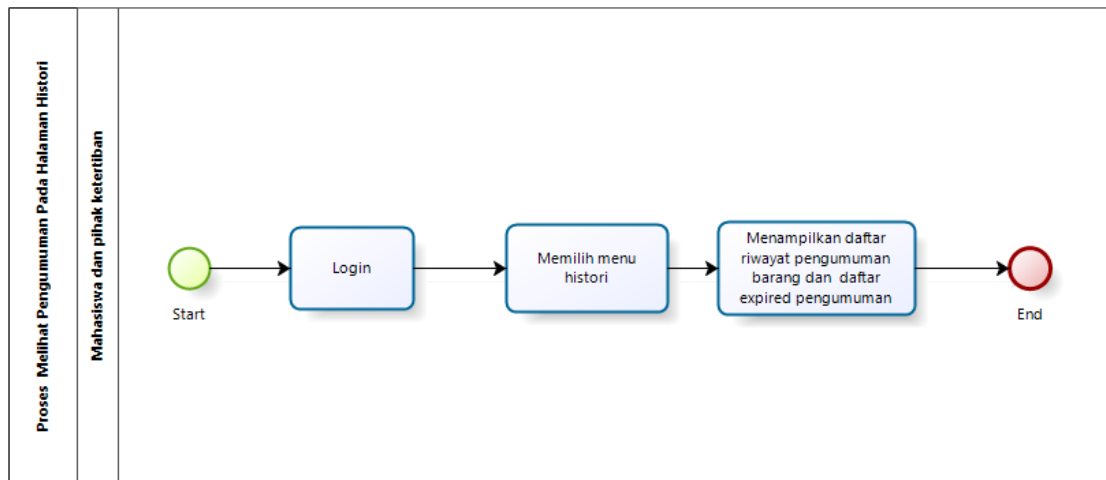 Proses Melihat Pengumuman Pada Halaman Histori
Mahasiswa dan pihak ketertiban
Start
Login
Memilih menu
histori
Menampilkan daftar
riwayat pengumuman
barang dan daftar
expired pengumuman
End